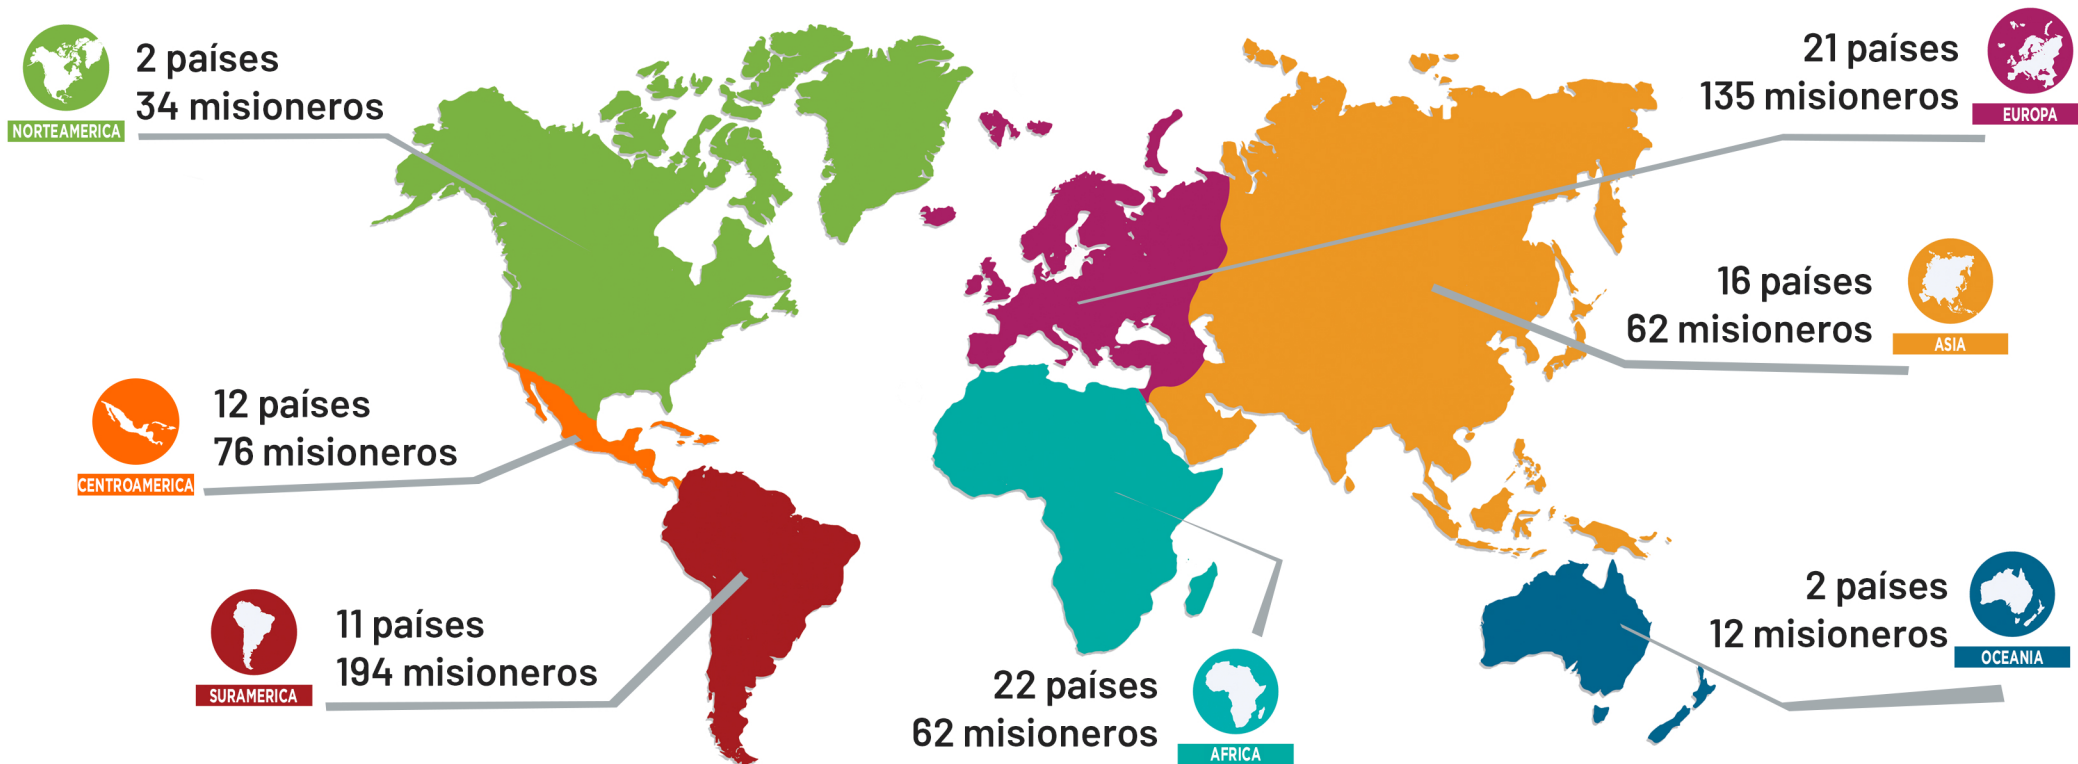 2 países
34 misioneros
NORTEAMERICA
21 países
135 misioneros
EUROPA
16 países
62 misioneros
ASIA
12 países
76 misioneros
CENTROAMERICA
11 países
194 misioneros
SURAMERICA
22 países
62 misioneros
AFRICA
2 países
12 misioneros
OCEANIA